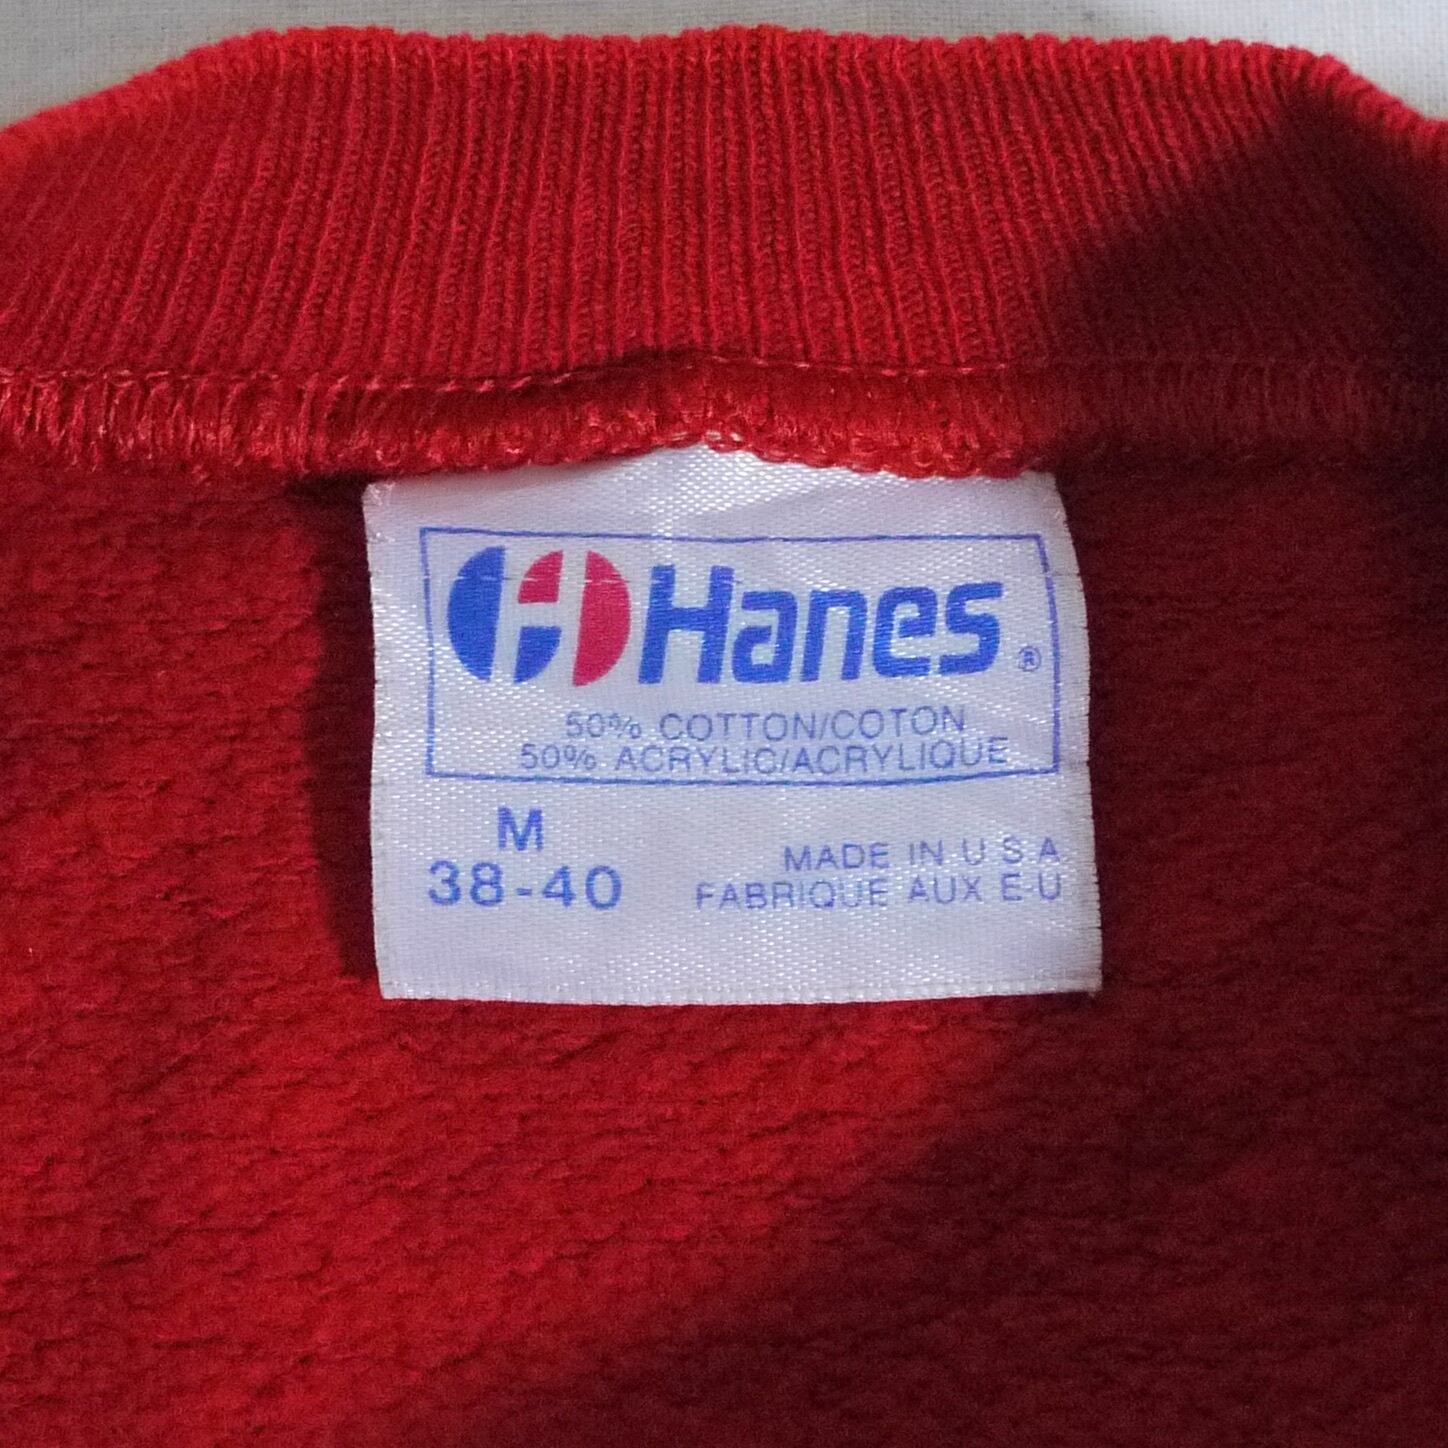 Hanes ®
50% COTTON/COTON
50% ACRYLIC/ACRYLIQUE
M
38-40
MADE IN U S A
FABRIQUE AUX E-U